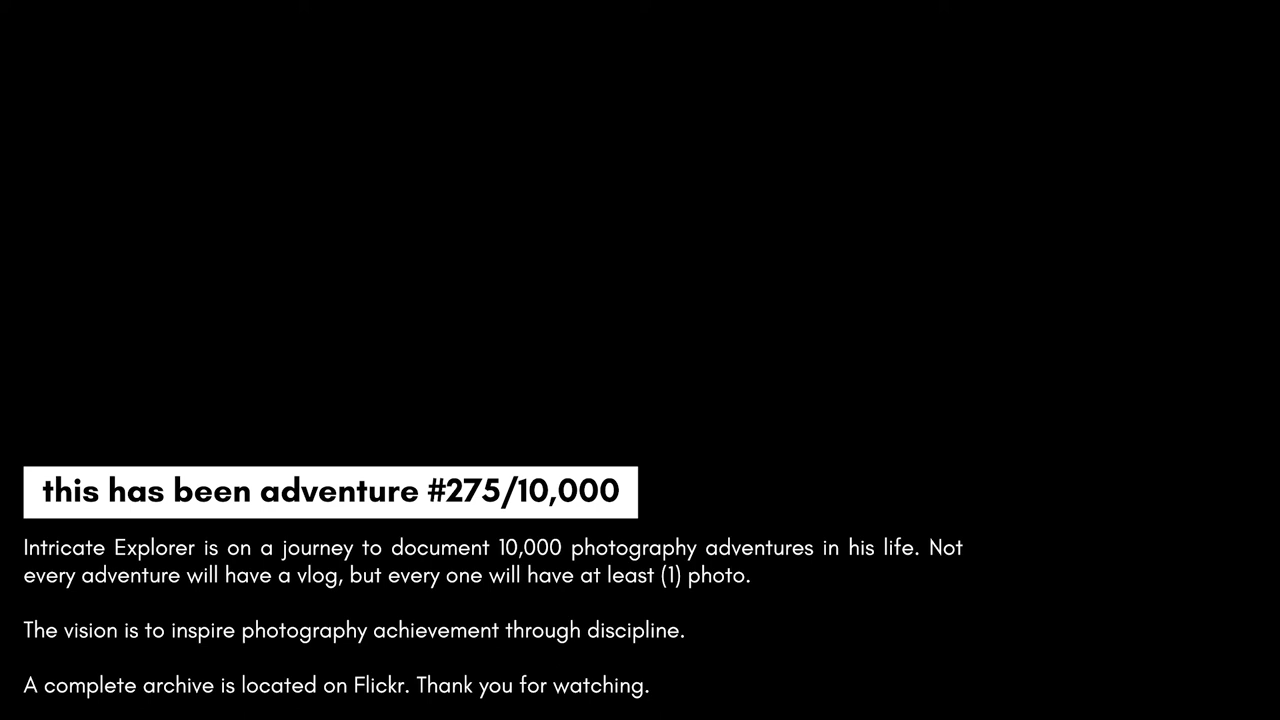 this has been adventure #275/10,000
Intricate Explorer is on a journey to document 10,000 photography adventures in his life. Not
every adventure will have a vlog, but every one will have at least (1) photo.
The vision is to inspire photography achievement through discipline.
A complete archive is located on Flickr. Thank you for watching.